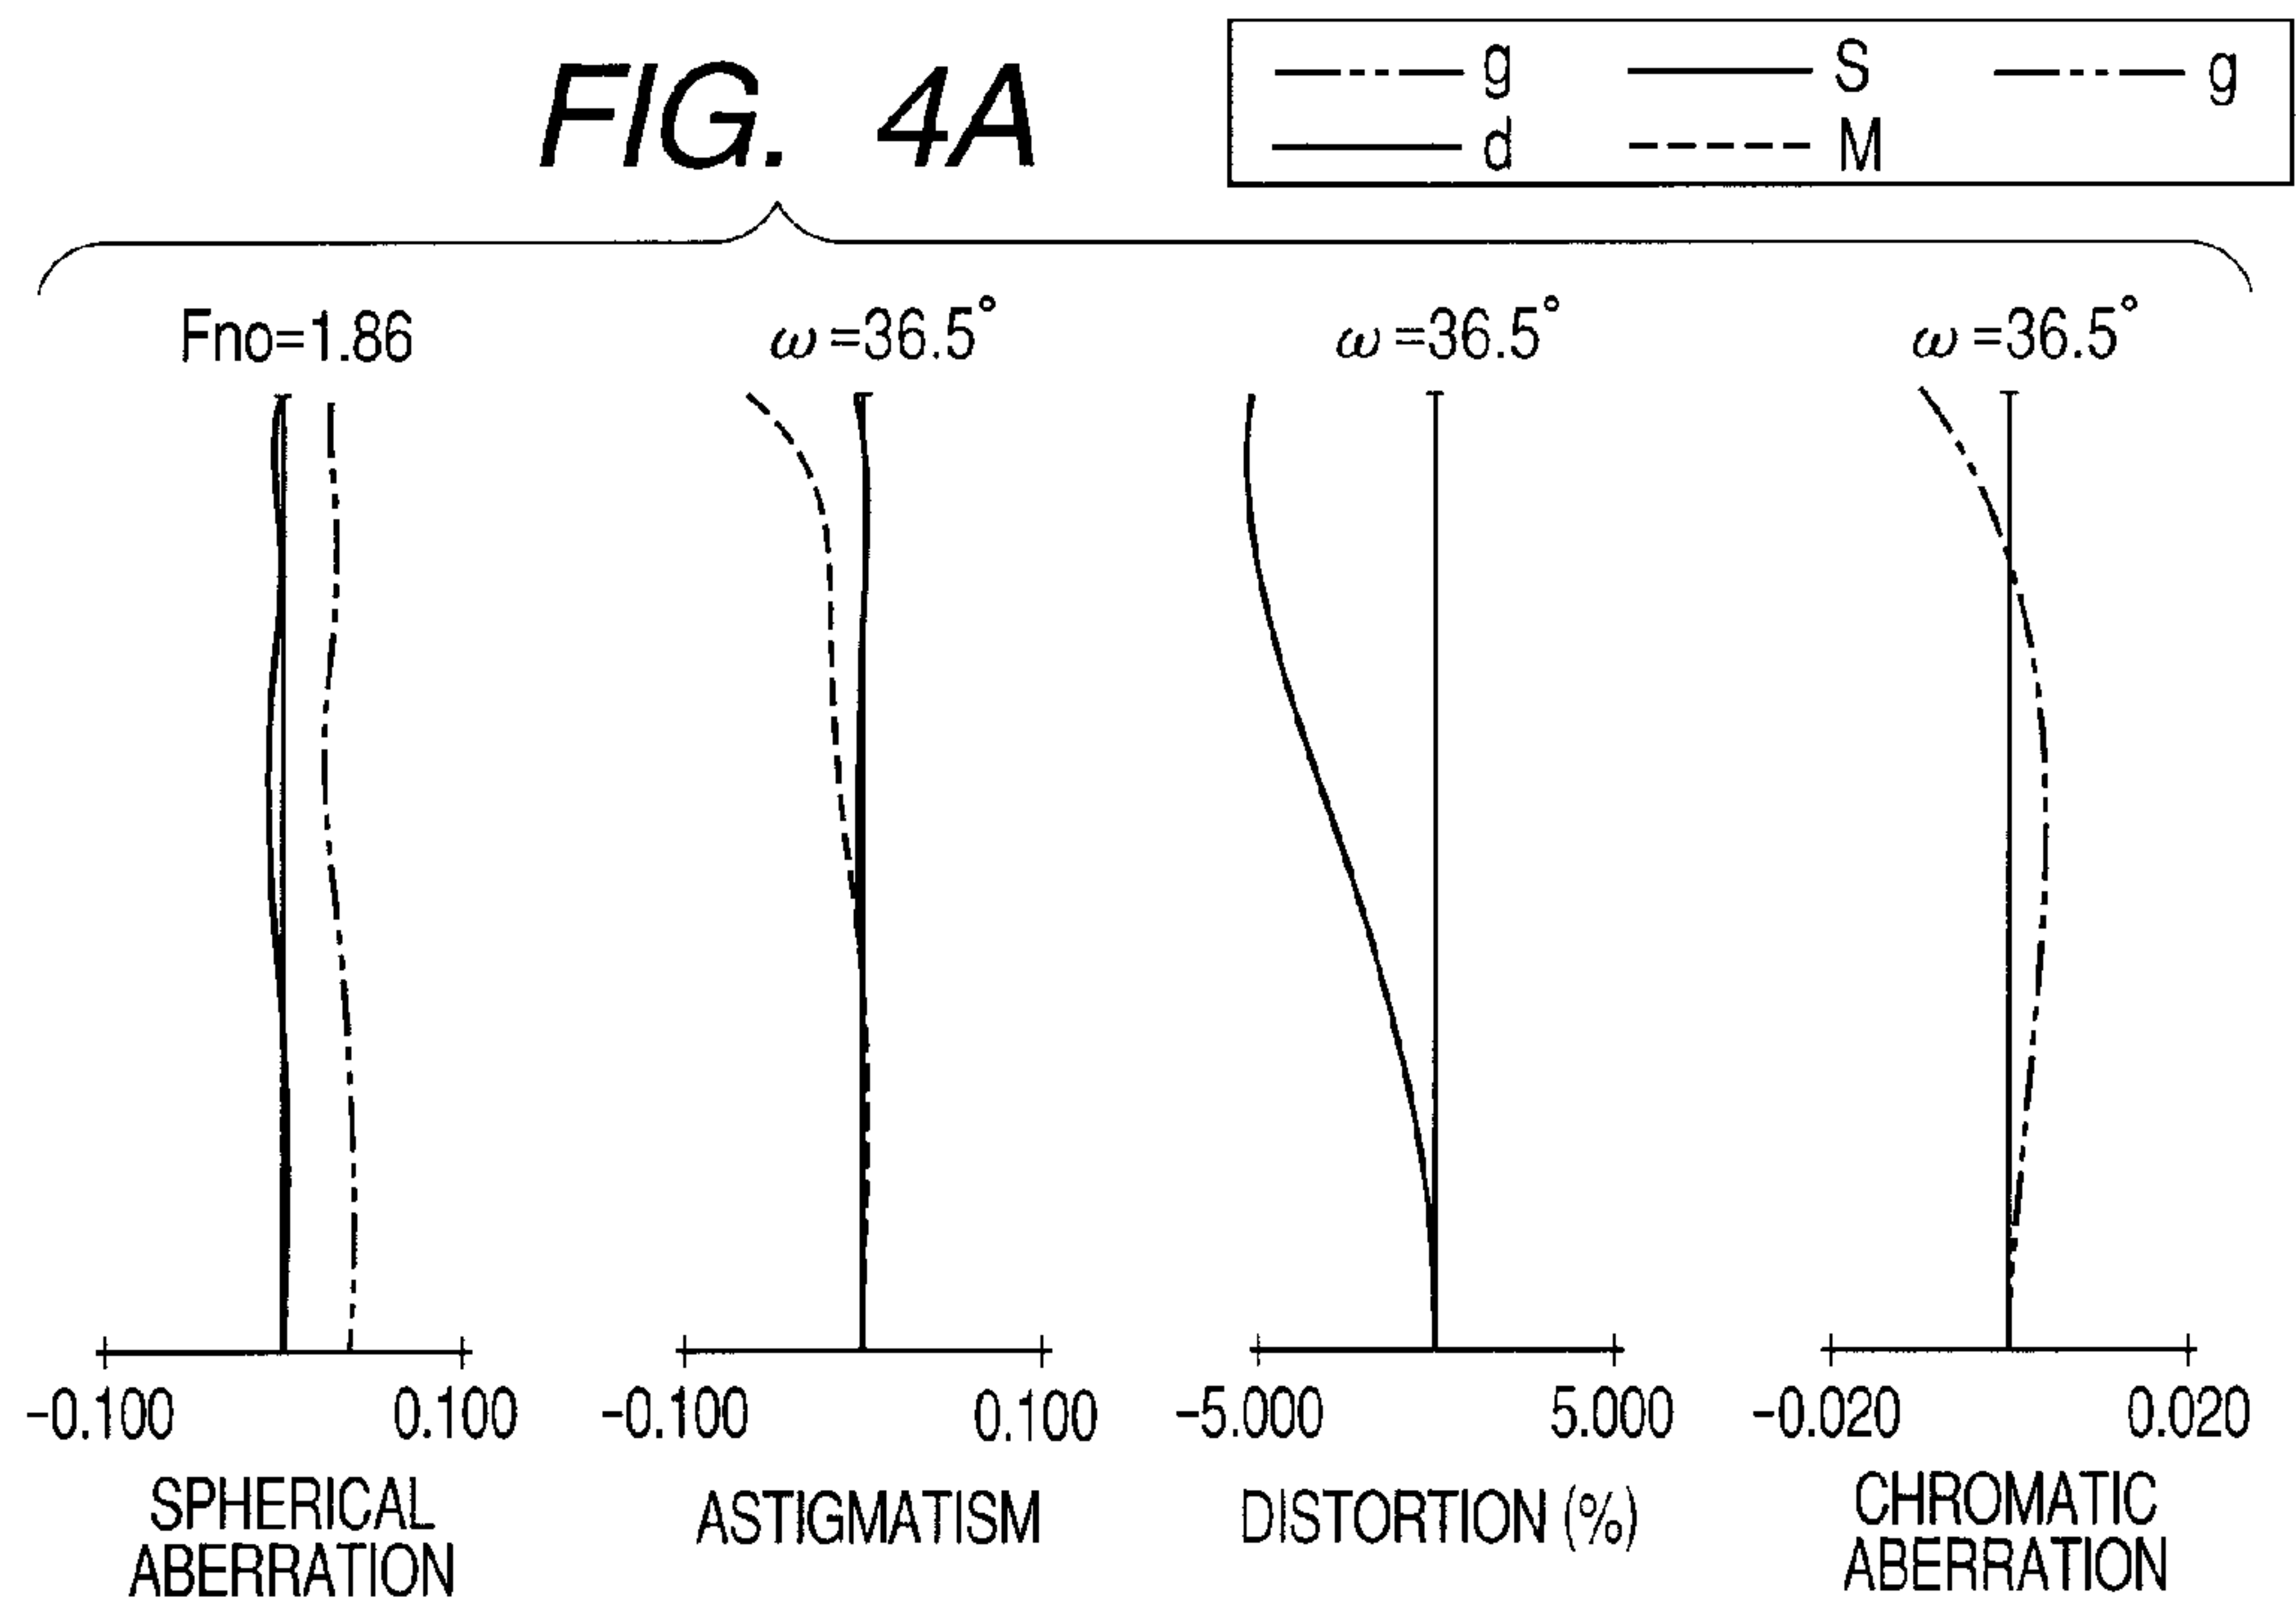 FIG. 4A
g S g
d M
Fno=1.86
ω=36.5°
ω=36.5°
ω=36.5°
-0.100 0.100
-0.100 0.100
-5.000 5.000
-0.020 0.020
SPHERICAL
ABERRATION
ASTIGMATISM
DISTORTION (%)
CHROMATIC
ABERRATION